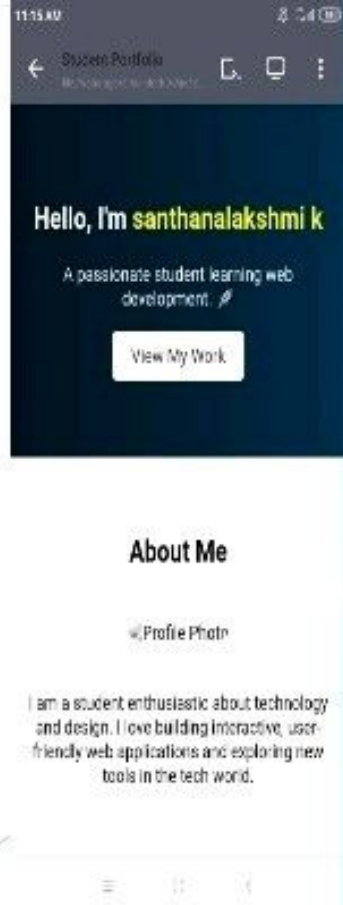 11:15 AM
Student Portfolio
Hello, I'm santhanalakshmi k
A passionate student learning web
development.
View My Work
About Me
Profile Photo
I am a student enthusiastic about technology
and design. I love building interactive, user-
friendly web applications and exploring new
tools in the tech world.